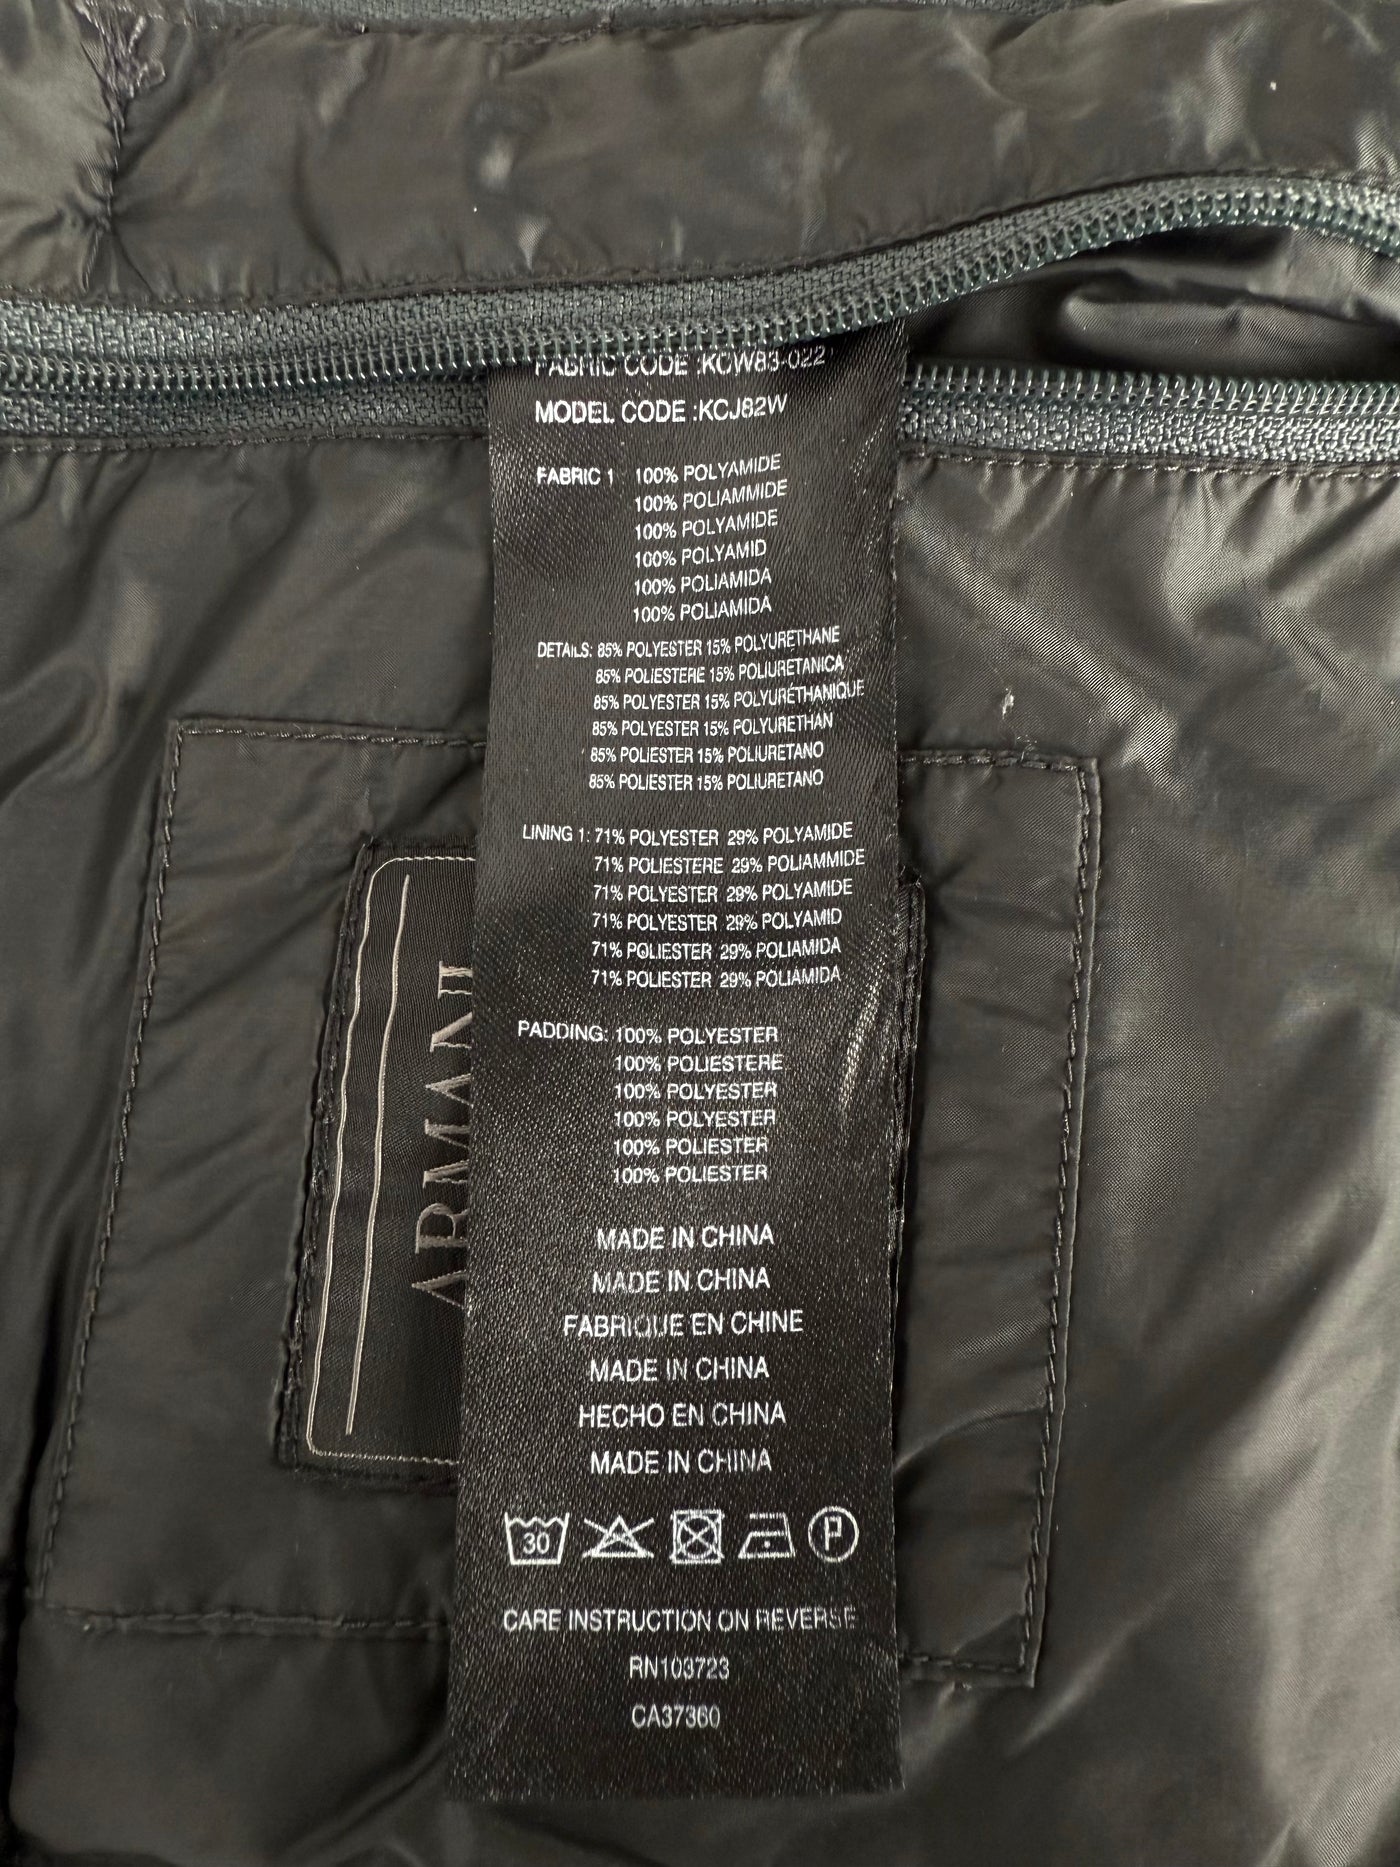 FABRIC CODE :KCW83-022
MODEL CODE :KCJ82W
FABRIC 1 100% POLYAMIDE
100% POLIAMMIDE
100% POLYAMIDE
100% POLYAMID
100% POLIAMIDA
100% POLIAMIDA
DETAILS: 85% POLYESTER 15% POLYURETHANE
85% POLIESTERE 15% POLIURETANICA
85% POLYESTER 15% POLYURÉTHANIQUE
85% POLYESTER 15% POLYURETHAN
85% POLIESTER 15% POLIURETANO
85% POLIESTER 15% POLIURETANO
LINING 1: 71% POLYESTER 29% POLYAMIDE
71% POLIESTERE 29% POLIAMMIDE
71% POLYESTER 29% POLYAMIDE
71% POLYESTER 29% POLYAMID
71% POLIESTER 29% POLIAMIDA
71% POLIESTER 29% POLIAMIDA
PADDING: 100% POLYESTER
100% POLIESTERE
100% POLYESTER
100% POLYESTER
100% POLIESTER
100% POLIESTER
MADE IN CHINA
MADE IN CHINA
FABRIQUE EN CHINE
MADE IN CHINA
HECHO EN CHINA
MADE IN CHINA
30 P
CARE INSTRUCTION ON REVERSE
RN103723
CA37360
ARMANI